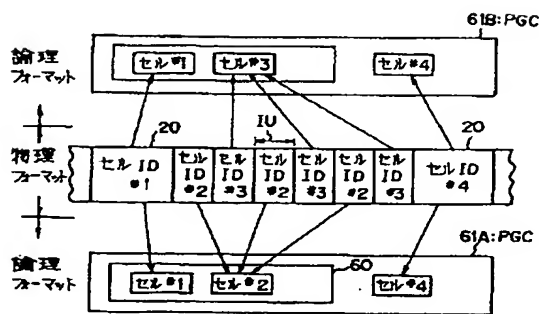 61B:PGC
論理
フォーマット
セル#1
セル#3
セル#4
IU
20
20
物理
フォーマット
セル
ID
#1
セル
ID
#2
セル
ID
#3
セル
ID
#2
セル
ID
#3
セル
ID
#2
セル
ID
#3
セル
ID
#4
61A:PGC
論理
フォーマット
60
セル#1
セル#2
セル#4